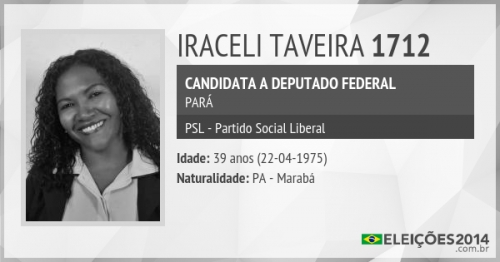 IRACELI TAVEIRA 1712
CANDIDATA A DEPUTADO FEDERAL
PARÁ
PSL - Partido Social Liberal
Idade: 39 anos (22-04-1975)
Naturalidade: PA - Marabá
ELEIÇÕES2014
.com.br